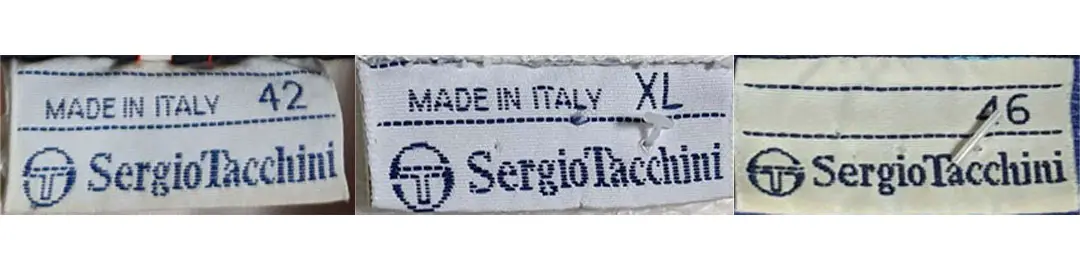 MADE IN ITALY 42
SergioTacchini
MADE IN ITALY XL
SergioTacchini
46
SergioTacchini